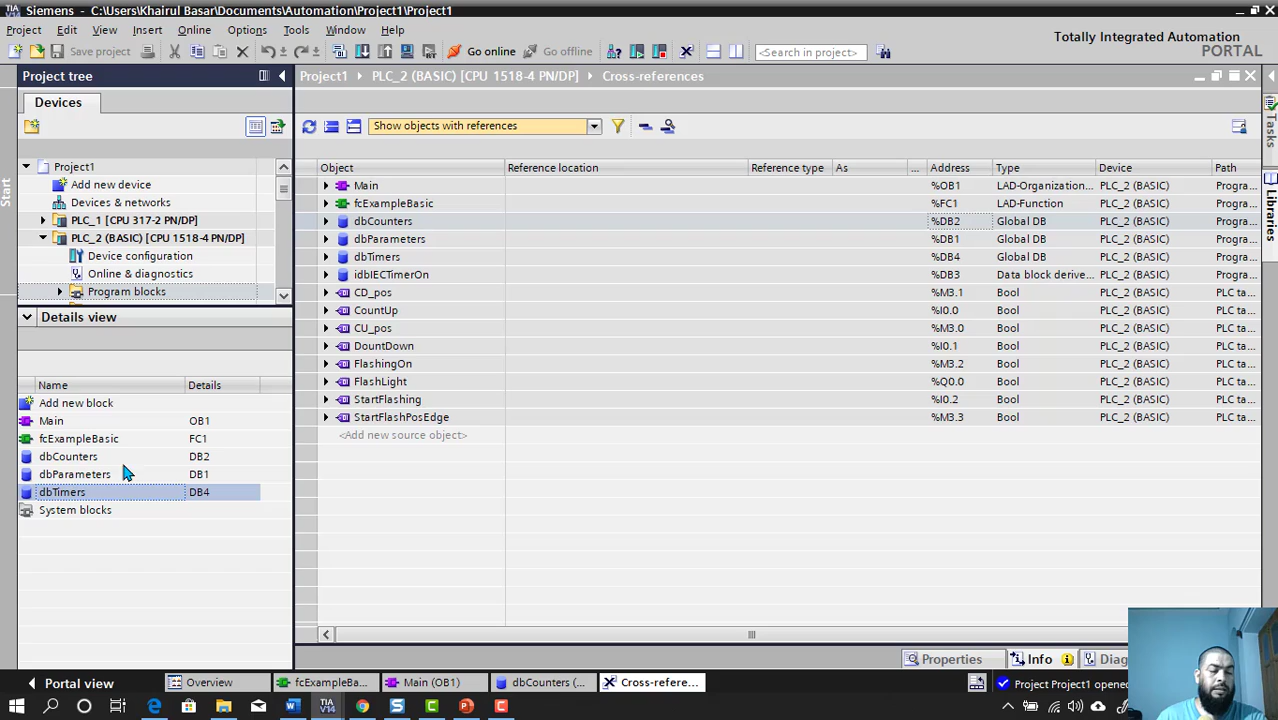 TIA V14 Siemens - C:\Users\Khairul Basar\Documents\Automation\Project1\Project1
Project Edit View Insert Online Options Tools Window Help
Totally Integrated Automation
PORTAL
Save project Go online Go offline <Search in project>
Project tree
Project1 PLC_2 (BASIC) [CPU 1518-4 PN/DP] Cross-references
Devices
Show objects with references
Start
Tasks
Libraries
Project1
Add new device
Devices & networks
PLC_1 [CPU 317-2 PN/DP]
PLC_2 (BASIC) [CPU 1518-4 PN/DP]
Device configuration
Online & diagnostics
Program blocks
Details view
Name Details
Add new block
Main OB1
fcExampleBasic FC1
dbCounters DB2
dbParameters DB1
dbTimers DB4
System blocks
Object Reference location Reference type As ... Address Type Device Path
Main %OB1 LAD-Organization... PLC_2 (BASIC) Progra...
fcExampleBasic %FC1 LAD-Function PLC_2 (BASIC) Progra...
dbCounters %DB2 Global DB PLC_2 (BASIC) Progra...
dbParameters %DB1 Global DB PLC_2 (BASIC) Progra...
dbTimers %DB4 Global DB PLC_2 (BASIC) Progra...
idbIECTimerOn %DB3 Data block derive... PLC_2 (BASIC) Progra...
CD_pos %M3.1 Bool PLC_2 (BASIC) PLC ta...
CountUp %I0.0 Bool PLC_2 (BASIC) PLC ta...
CU_pos %M3.0 Bool PLC_2 (BASIC) PLC ta...
DountDown %I0.1 Bool PLC_2 (BASIC) PLC ta...
FlashingOn %M3.2 Bool PLC_2 (BASIC) PLC ta...
FlashLight %Q0.0 Bool PLC_2 (BASIC) PLC ta...
StartFlashing %I0.2 Bool PLC_2 (BASIC) PLC ta...
StartFlashPosEdge %M3.3 Bool PLC_2 (BASIC) PLC ta...
<Add new source object>
Properties Info Diag
Portal view Overview fcExampleBa... Main (OB1) dbCounters (... Cross-refere... Project Project1 opened
TIA V14